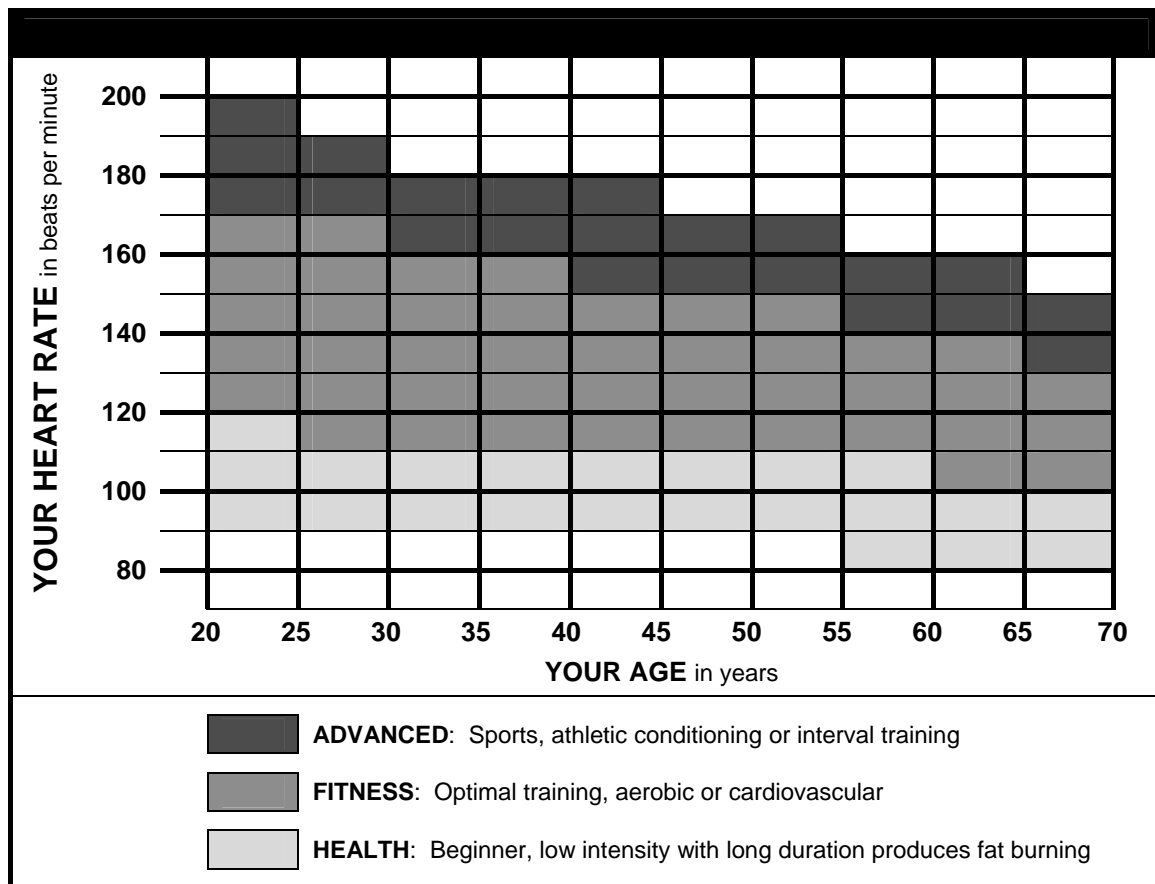 YOUR HEART RATE in beats per minute
200
180
160
140
120
100
80
20 25 30 35 40 45 50 55 60 65 70
YOUR AGE in years
ADVANCED: Sports, athletic conditioning or interval training
FITNESS: Optimal training, aerobic or cardiovascular
HEALTH: Beginner, low intensity with long duration produces fat burning